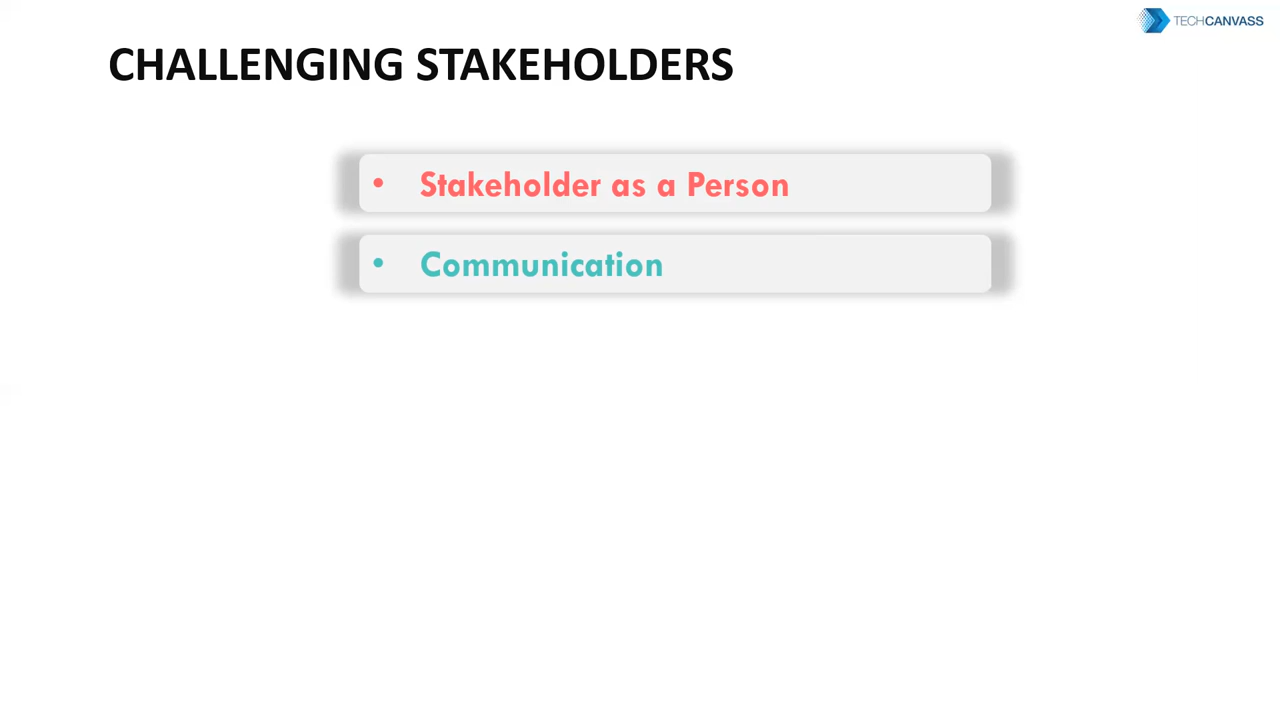 TECHCANVASS
CHALLENGING STAKEHOLDERS
• Stakeholder as a Person
• Communication